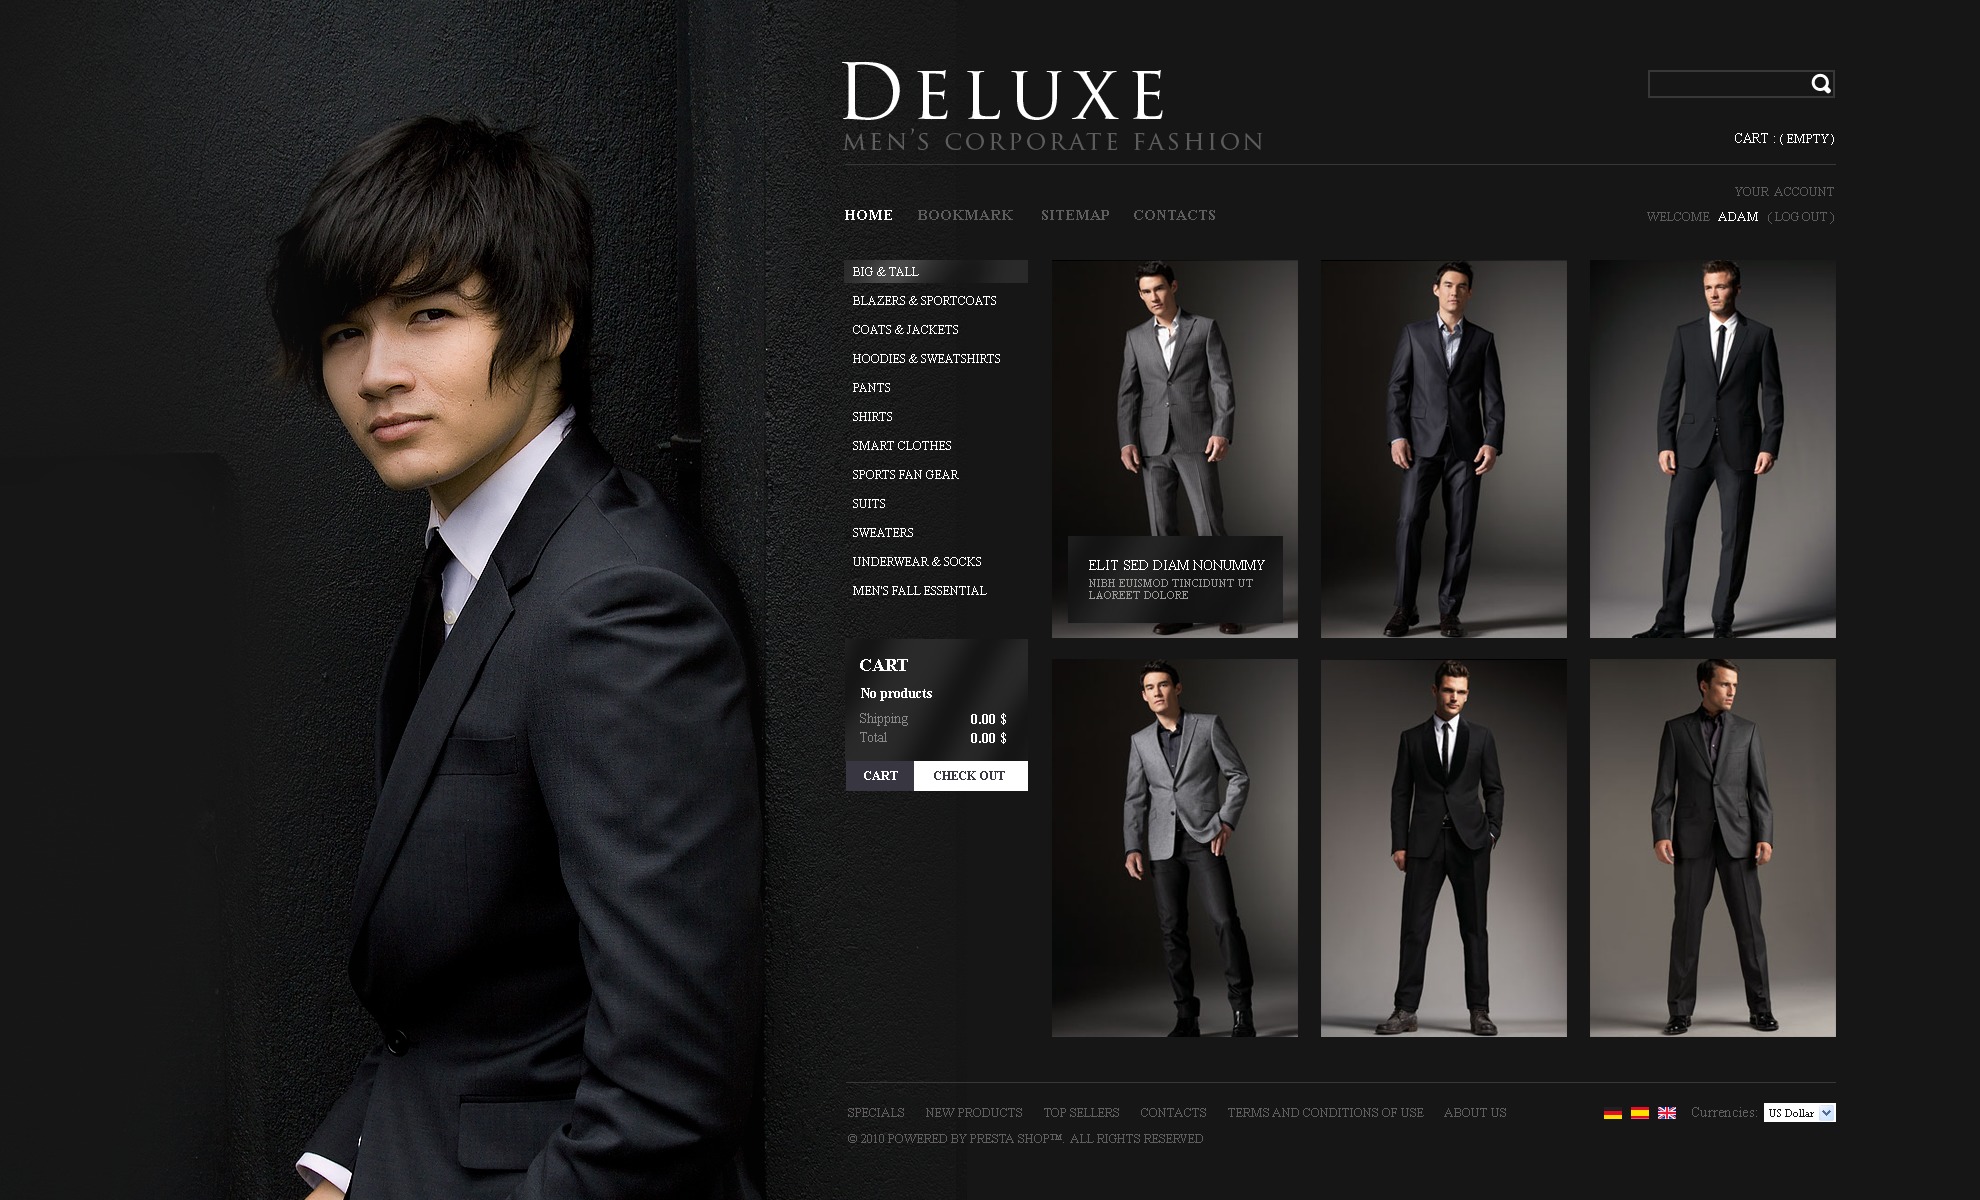 DELUXE
MEN'S CORPORATE FASHION
CART : ( EMPTY)
YOUR ACCOUNT
WELCOME ADAM ( LOG OUT )
HOME BOOKMARK SITEMAP CONTACTS
BIG & TALL
BLAZERS & SPORTCOATS
COATS & JACKETS
HOODIES & SWEATSHIRTS
PANTS
SHIRTS
SMART CLOTHES
SPORTS FAN GEAR
SUITS
SWEATERS
UNDERWEAR & SOCKS
MEN'S FALL ESSENTIAL
ELIT SED DIAM NONUMMY
NIBH EUISMOD TINCIDUNT UT
LAOREET DOLORE
CART
No products
Shipping 0.00 $
Total 0.00 $
CART CHECK OUT
SPECIALS NEW PRODUCTS TOP SELLERS CONTACTS TERMS AND CONDITIONS OF USE ABOUT US
Currencies: US Dollar
© 2010 POWERED BY PRESTA SHOP™. ALL RIGHTS RESERVED